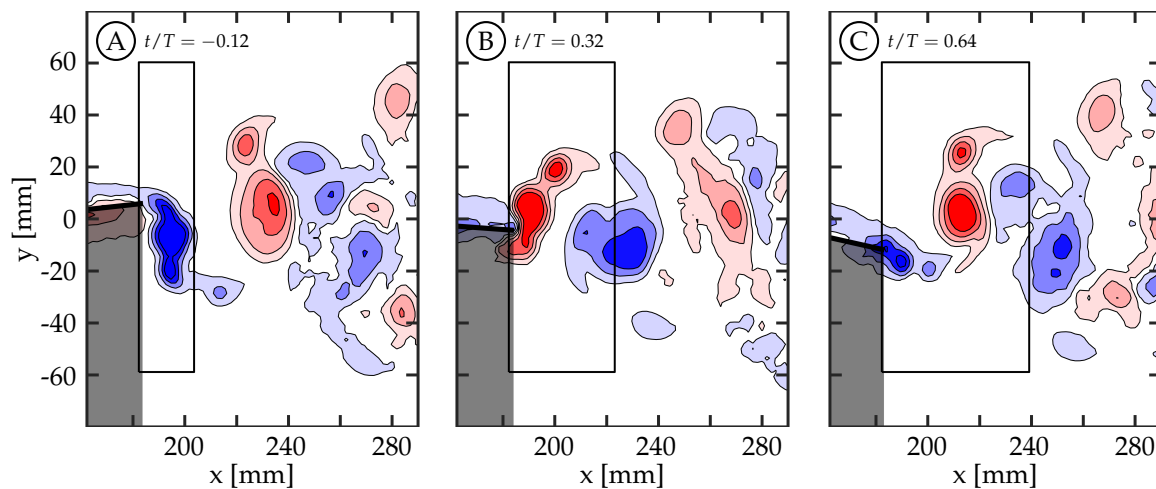 A t/T = −0.12
B t/T = 0.32
C t/T = 0.64
60
40
20
0
-20
-40
-60
y [mm]
200 240 280
200 240 280
200 240 280
x [mm]
x [mm]
x [mm]